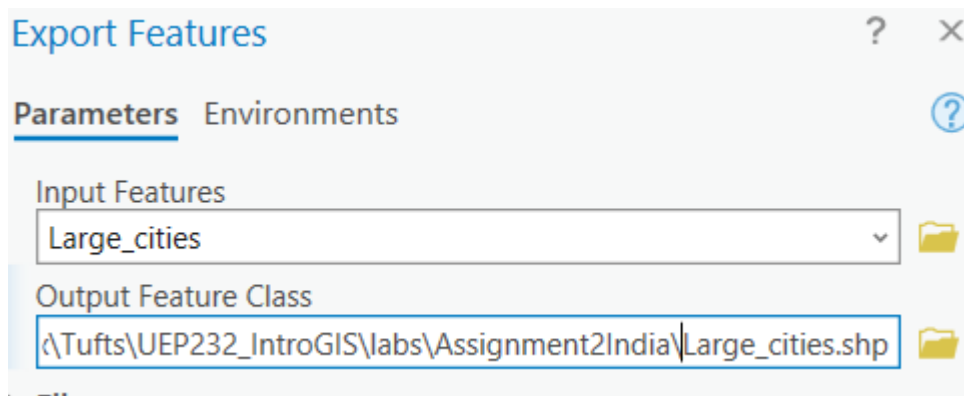 Export Features ? ×
Parameters Environments ?
Input Features
Large_cities
Output Feature Class
\Tufts\UEP232_IntroGIS\labs\Assignment2India\Large_cities.shp